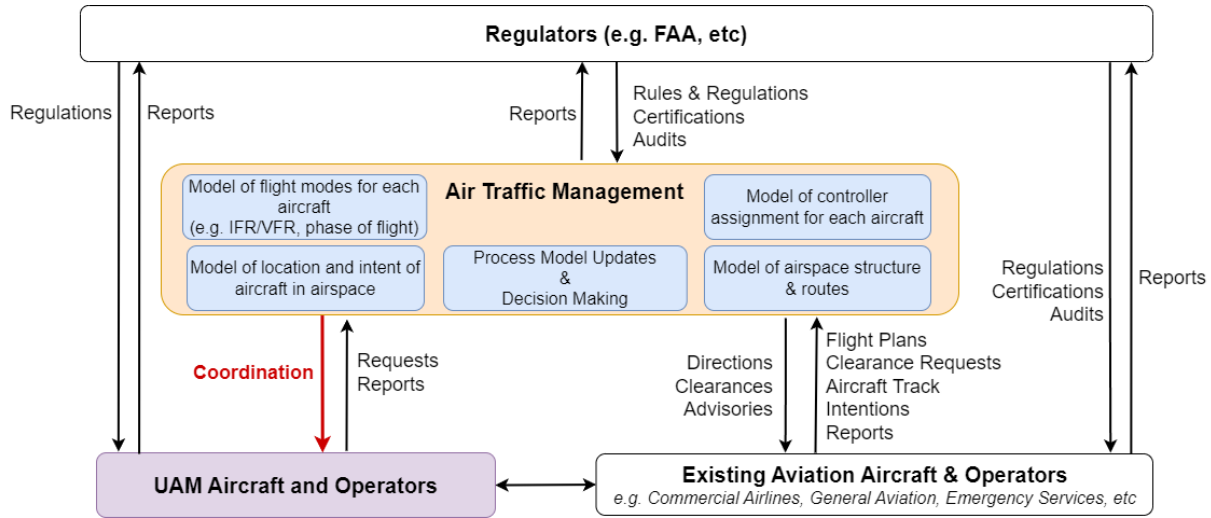 Regulators (e.g. FAA, etc)
Regulations
Reports
Reports
Rules & Regulations
Certifications
Audits
Regulations
Certifications
Audits
Reports
Air Traffic Management
Model of flight modes for each
aircraft
(e.g. IFR/VFR, phase of flight)
Model of controller
assignment for each aircraft
Model of location and intent of
aircraft in airspace
Process Model Updates
&
Decision Making
Model of airspace structure
& routes
Coordination
Requests
Reports
Directions
Clearances
Advisories
Flight Plans
Clearance Requests
Aircraft Track
Intentions
Reports
UAM Aircraft and Operators
Existing Aviation Aircraft & Operators
e.g. Commercial Airlines, General Aviation, Emergency Services, etc